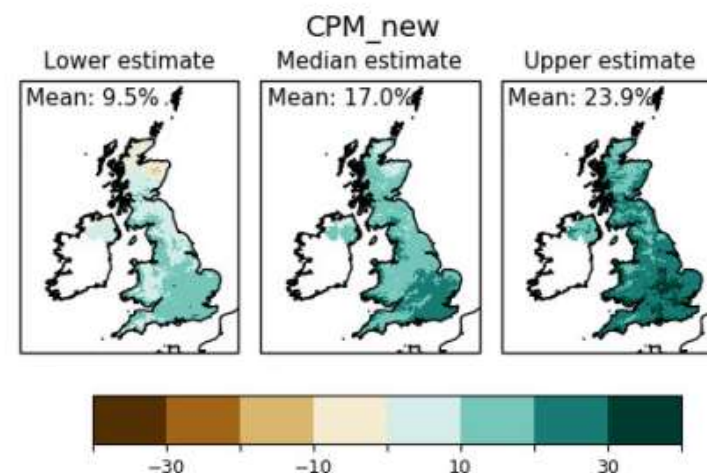 CPM_new
Lower estimate Median estimate Upper estimate
Mean: 9.5% Mean: 17.0% Mean: 23.9%
−30 −10 10 30